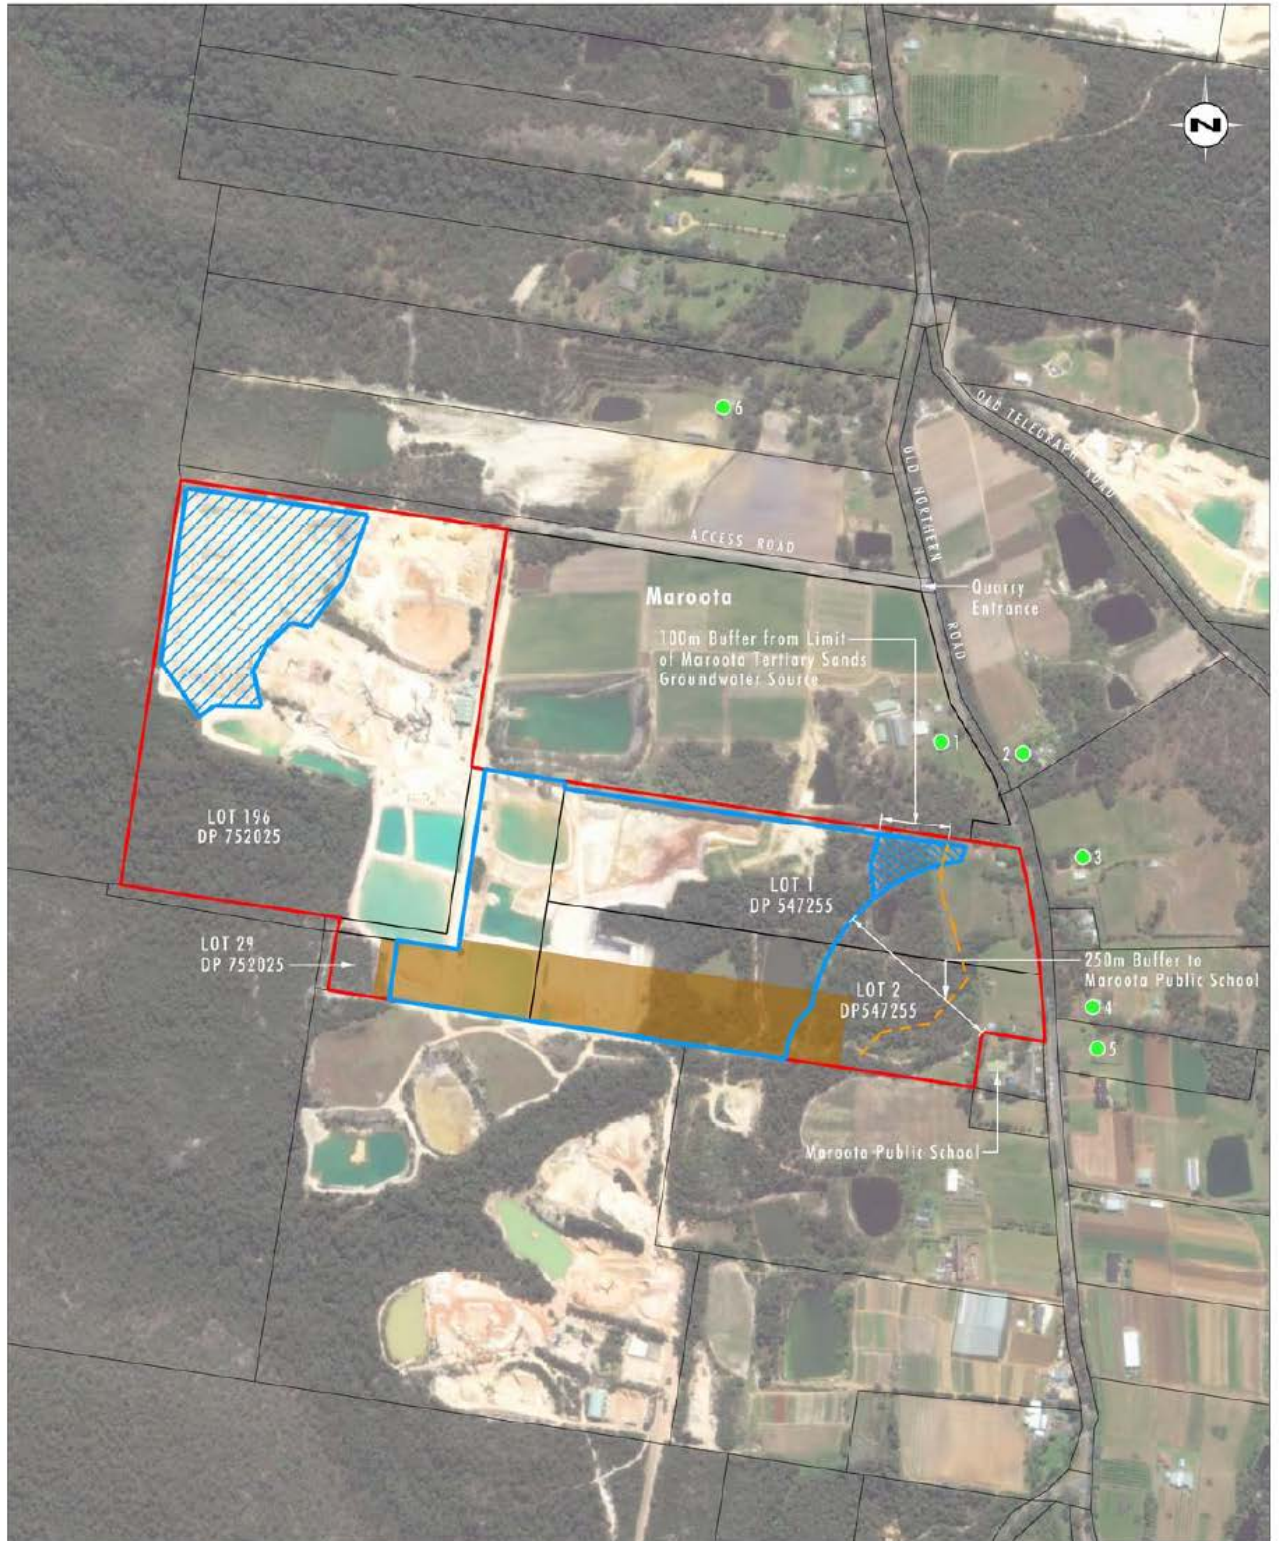 N
6
OLD TELEGRAPH ROAD
OLD NORTHERN
ROAD
ACCESS ROAD
Quarry
Entrance
Maroota
100m Buffer from Limit
of Maroota Tertiary Sands
Groundwater Source
1
2
3
LOT 196
DP 752025
LOT 1
DP 547255
LOT 29
DP 752025
250m Buffer to
Maroota Public School
LOT 2
DP547255
4
5
Maroota Public School